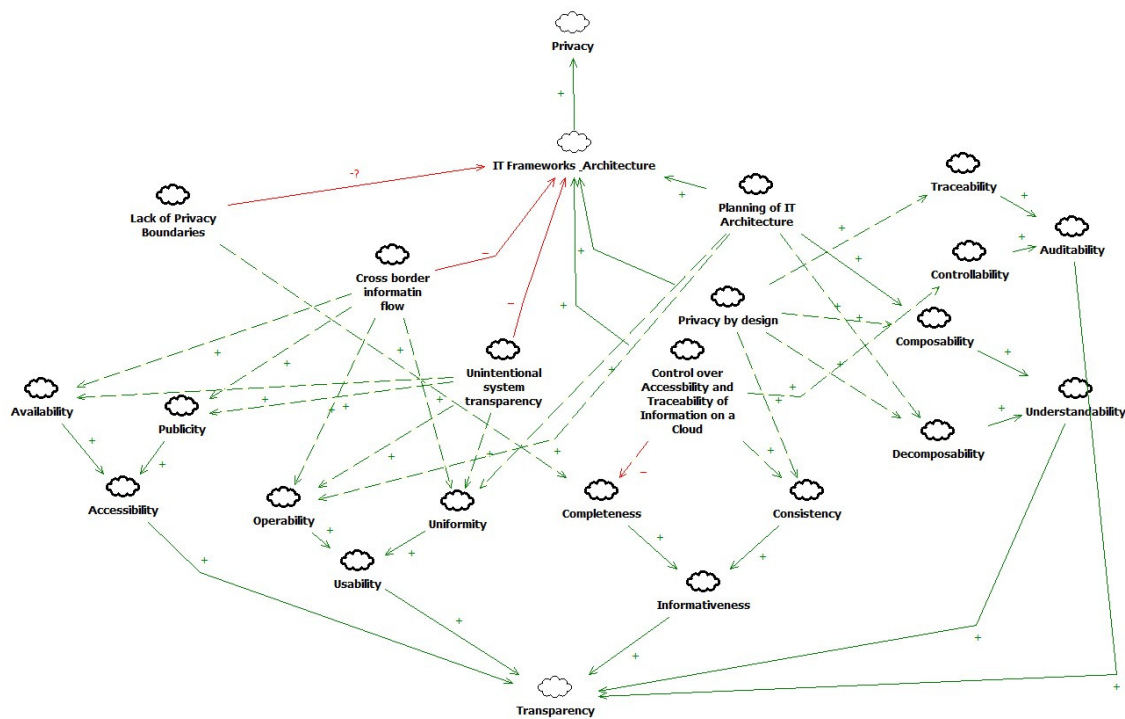 Privacy
+
IT Frameworks_Architecture
-?
+
Traceability
Lack of Privacy
Boundaries
Planning of IT
Architecture
+
Auditability
+
+
+
Controllability
–
Cross border
informatin
flow
+
–
+
Privacy by design
Composability
+
+
+
+
+
+
Unintentional
system
transparency
Control over
Accessbility and
Traceability of
Information on a
Cloud
+
+
Availability
Publicity
+
+
+
+
+
+
Understandability
+
Decomposability
+
+
+
+
+
+
–
Accessibility
Operability
Uniformity
Completeness
Consistency
+
+
+
+
Usability
Informativeness
+
+
+
+
+
Transparency